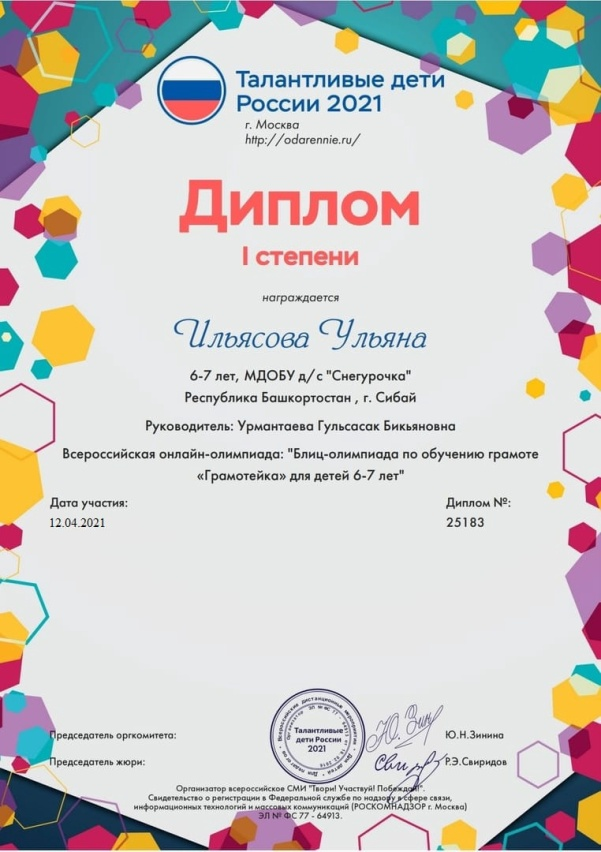 Талантливые дети
России 2021
г. Москва
http://odarennie.ru/
Диплом
I степени
награждается
Ильясова Ульяна
6-7 лет, МДОБУ д/с "Снегурочка"
Республика Башкортостан , г. Сибай
Руководитель: Урмантаева Гульсасак Бикьяновна
Всероссийская онлайн-олимпиада: "Блиц-олимпиада по обучению грамоте
«Грамотейка» для детей 6-7 лет"
Дата участия:
12.04.2021
Диплом №:
25183
Талантливые
дети России
2021
Председатель оргкомитета:
Ю.Н.Зинина
Председатель жюри:
Р.Э.Свиридов
Организатор всероссийское СМИ "Твори! Участвуй! Побеждай!".
Свидетельство о регистрации в Федеральной службе по надзору в сфере связи,
информационных технологий и массовых коммуникаций (РОСКОМНАДЗОР г. Москва)
ЭЛ № ФС 77 - 64913.